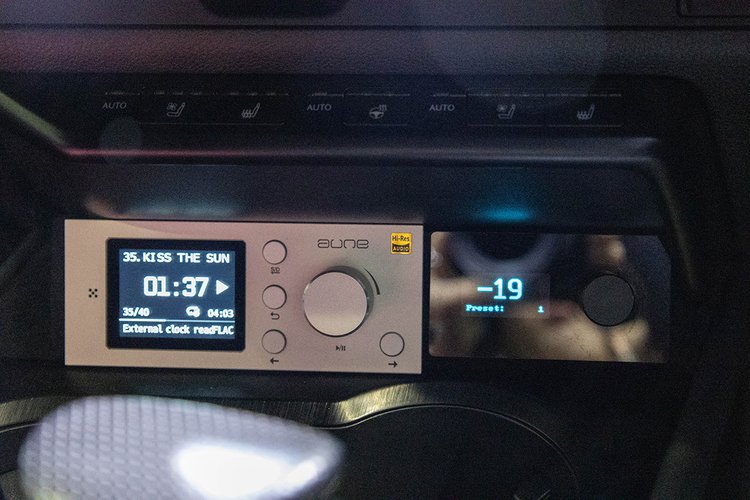 AUTO AUTO AUTO
aune
Hi-Res
AUDIO
35.KISS THE SUN
01:37
35/40 04:03
External clock readFLAC
-19
Preset: 1